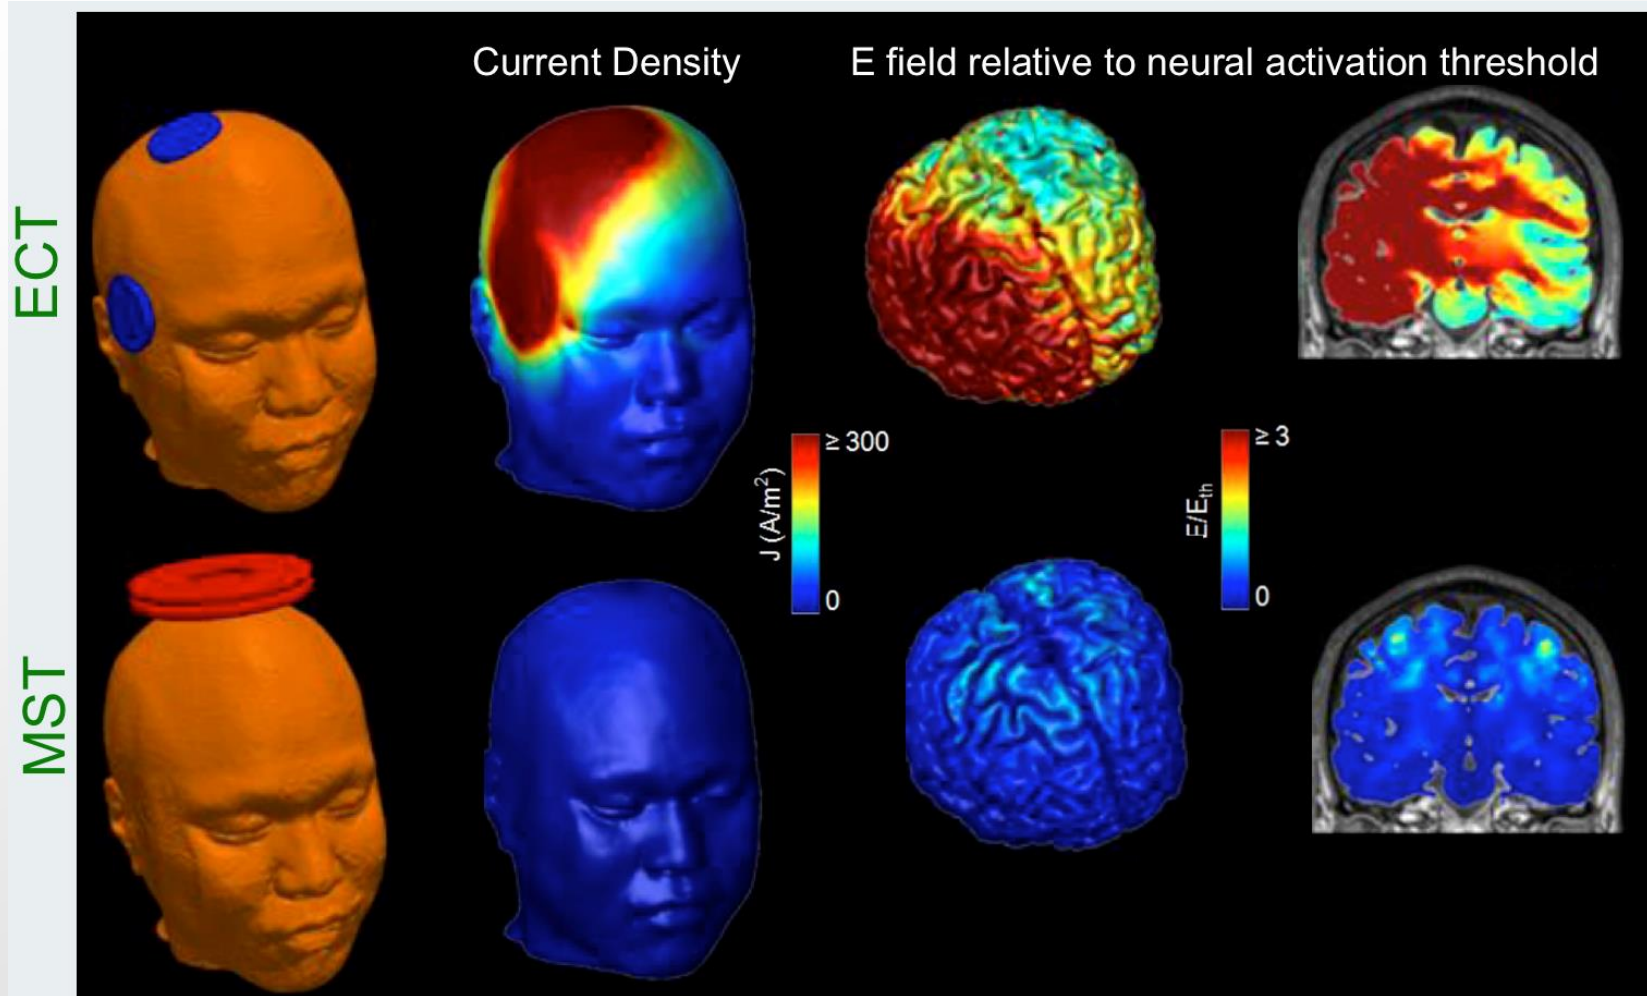 Current Density
E field relative to neural activation threshold
ECT
≥ 300
J (A/m²)
0
≥ 3
E/Eth
0
MST